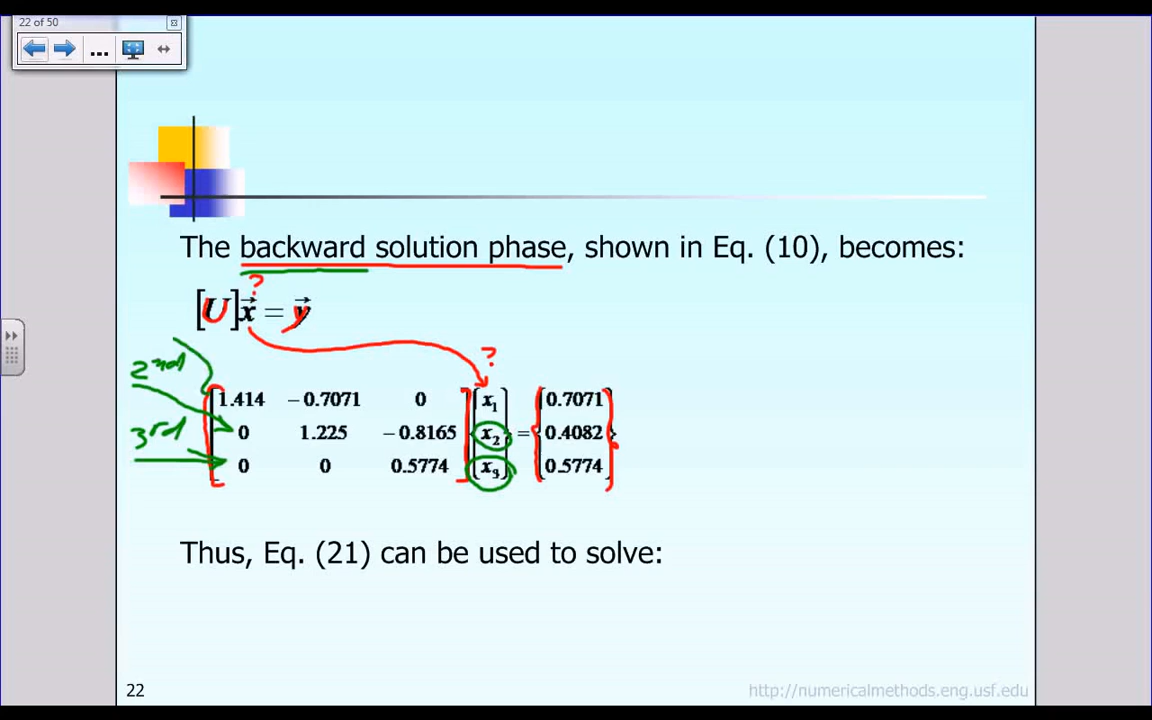 22 of 50
The backward solution phase, shown in Eq. (10), becomes:
?
[U]x⃗ = y⃗
?
2nd
1.414 −0.7071 0 x₁ 0.7071
0 1.225 −0.8165 x₂ = 0.4082
3rd
0 0 0.5774 x₃ 0.5774
Thus, Eq. (21) can be used to solve:
22
http://numericalmethods.eng.usf.edu